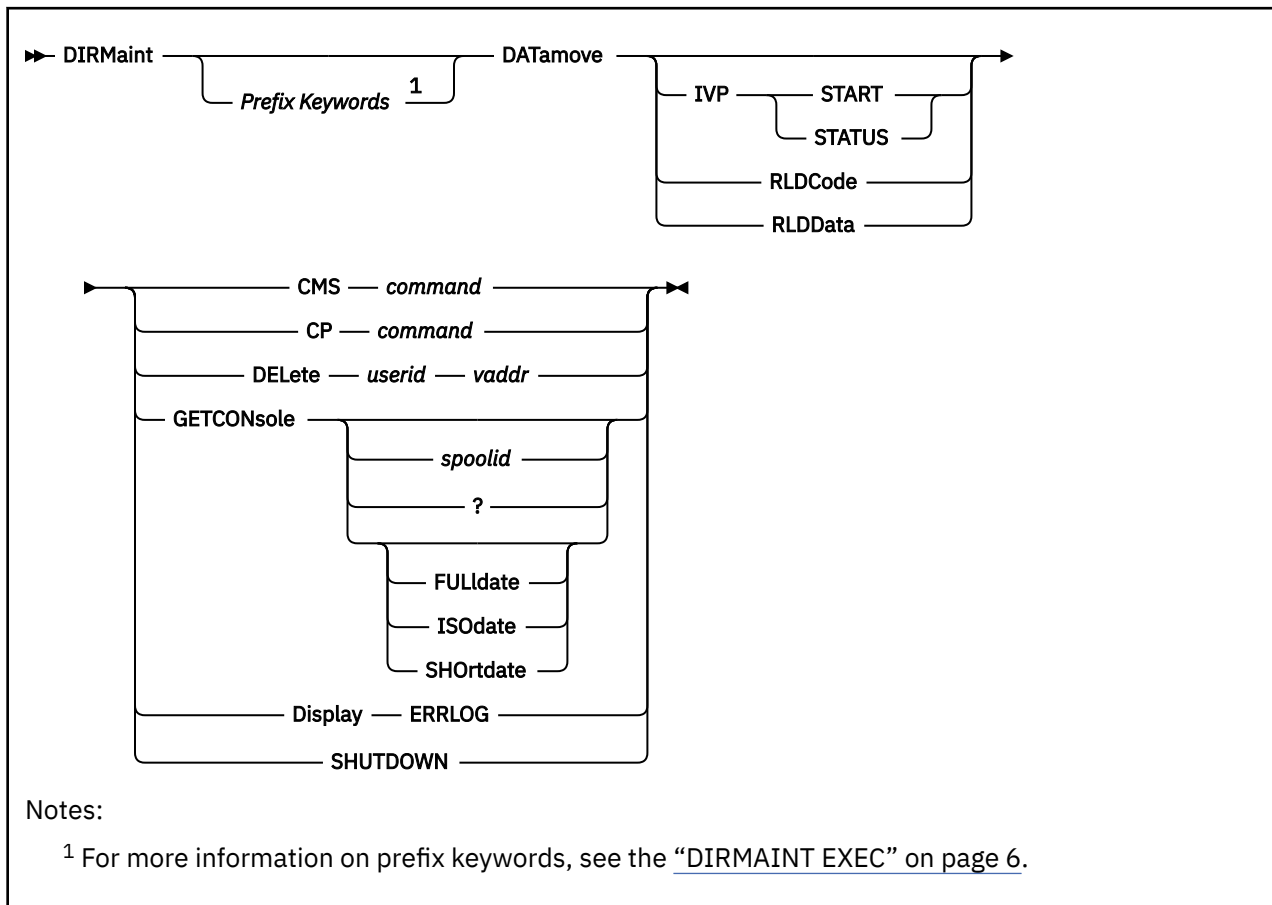 DIRMaint Prefix Keywords 1 DATamove
IVP START
STATUS
RLDCode
RLDData
CMS command
CP command
DELete userid vaddr
GETCONsole
spoolid
?
FULldate
ISOdate
SHOrtdate
Display ERRLOG
SHUTDOWN
Notes:
1 For more information on prefix keywords, see the “DIRMAINT EXEC” on page 6.